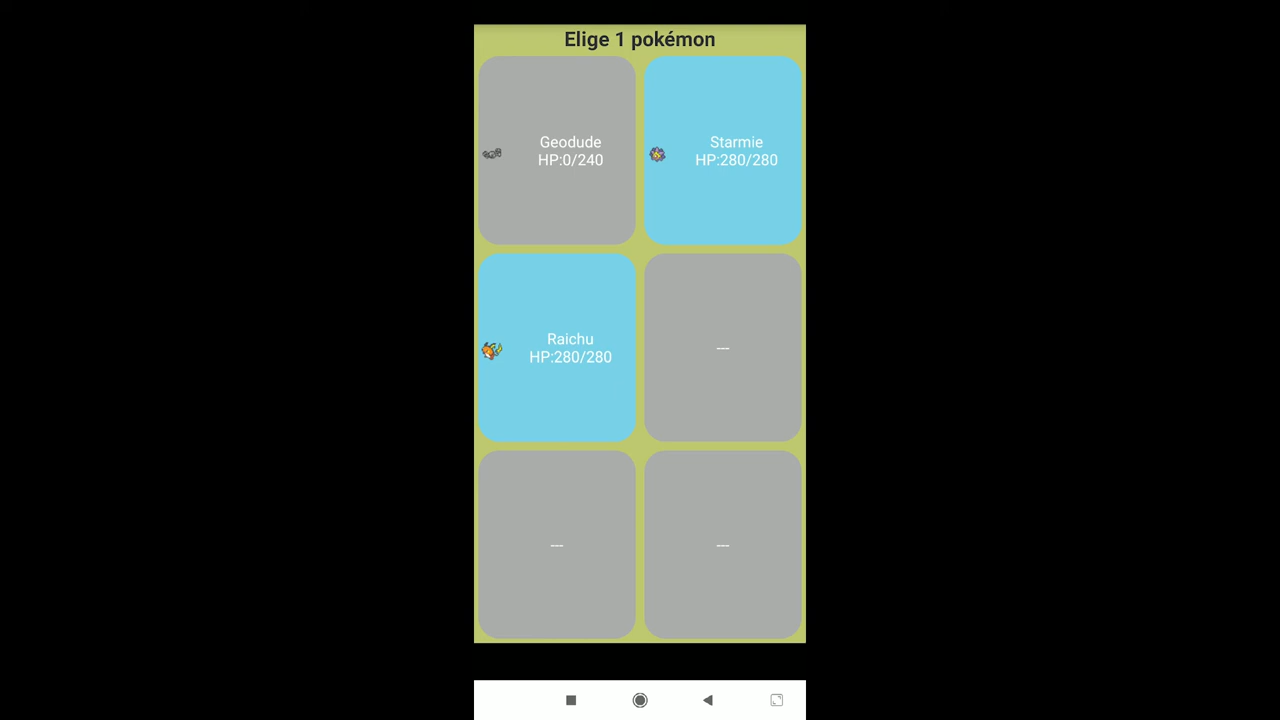 Elige 1 pokémon
Geodude
HP:0/240
Starmie
HP:280/280
Raichu
HP:280/280
---
---
---